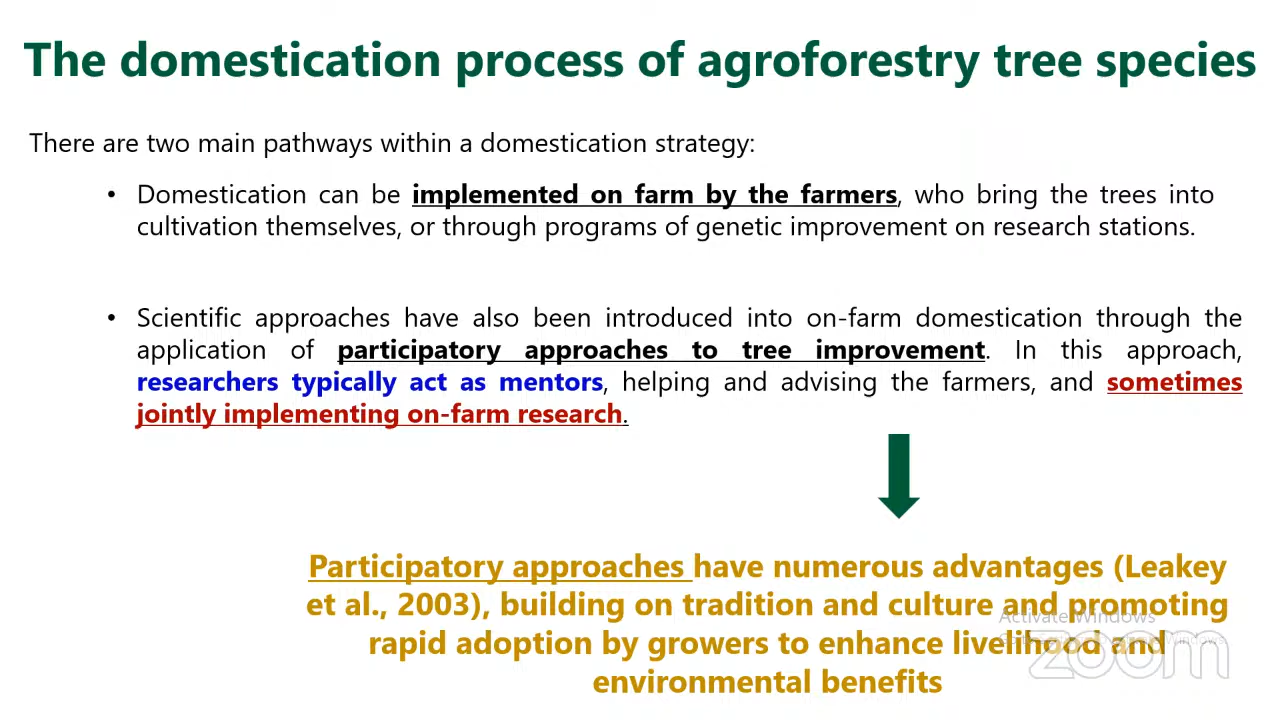 The domestication process of agroforestry tree species
There are two main pathways within a domestication strategy:
• Domestication can be implemented on farm by the farmers, who bring the trees into
cultivation themselves, or through programs of genetic improvement on research stations.
• Scientific approaches have also been introduced into on-farm domestication through the
application of participatory approaches to tree improvement. In this approach,
researchers typically act as mentors, helping and advising the farmers, and sometimes
jointly implementing on-farm research.
Participatory approaches have numerous advantages (Leakey
et al., 2003), building on tradition and culture and promoting
rapid adoption by growers to enhance livelihood and
environmental benefits
Activate Windows
zoom